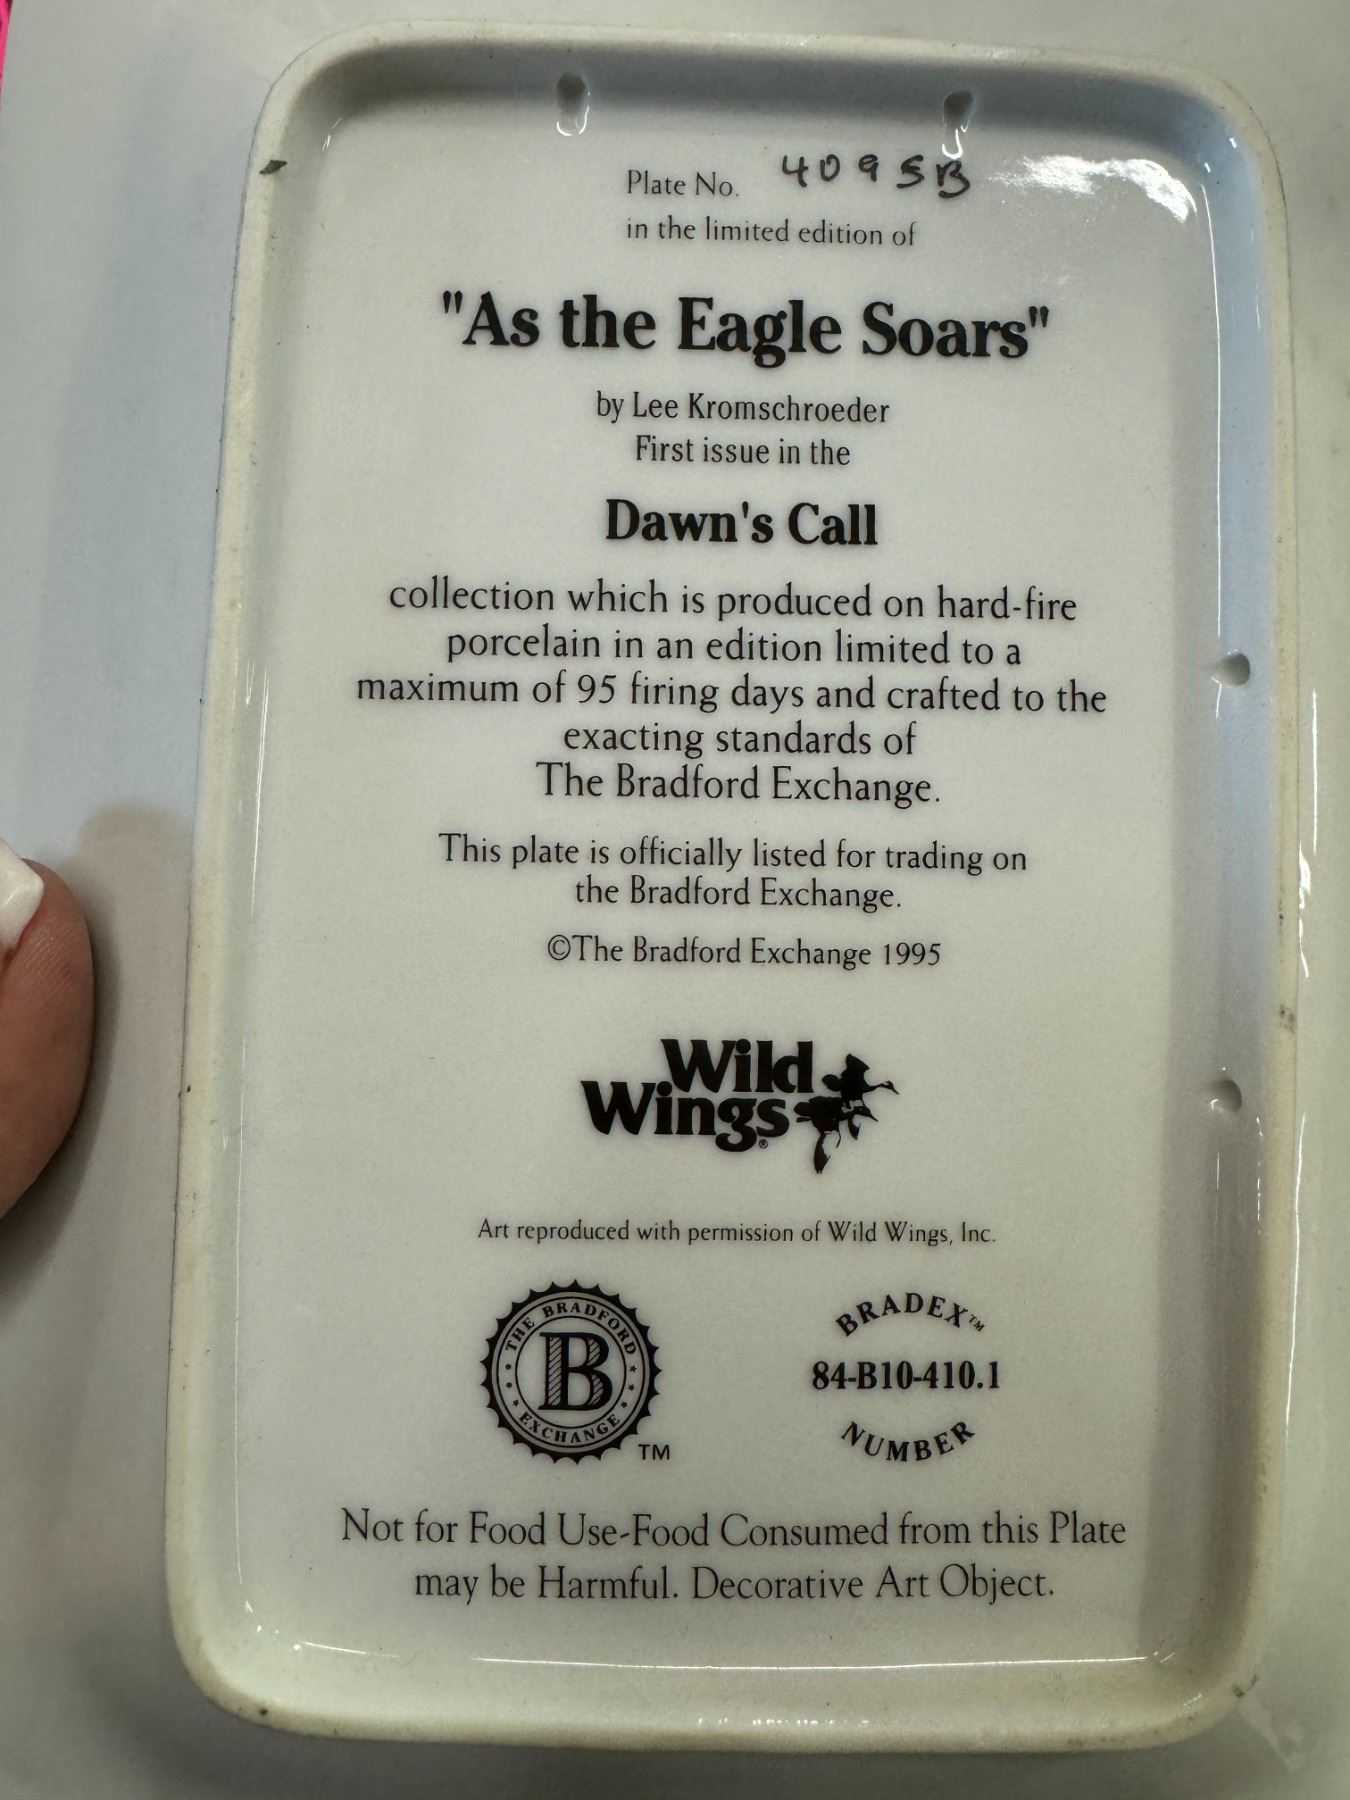 Plate No. 4095B
in the limited edition of
"As the Eagle Soars"
by Lee Kromschroeder
First issue in the
Dawn's Call
collection which is produced on hard-fire
porcelain in an edition limited to a
maximum of 95 firing days and crafted to the
exacting standards of
The Bradford Exchange.
This plate is officially listed for trading on
the Bradford Exchange.
©The Bradford Exchange 1995
Wild
Wings®
Art reproduced with permission of Wild Wings, Inc.
THE BRADFORD
B
EXCHANGE
TM
BRADEX™
84-B10-410.1
NUMBER
Not for Food Use-Food Consumed from this Plate
may be Harmful. Decorative Art Object.